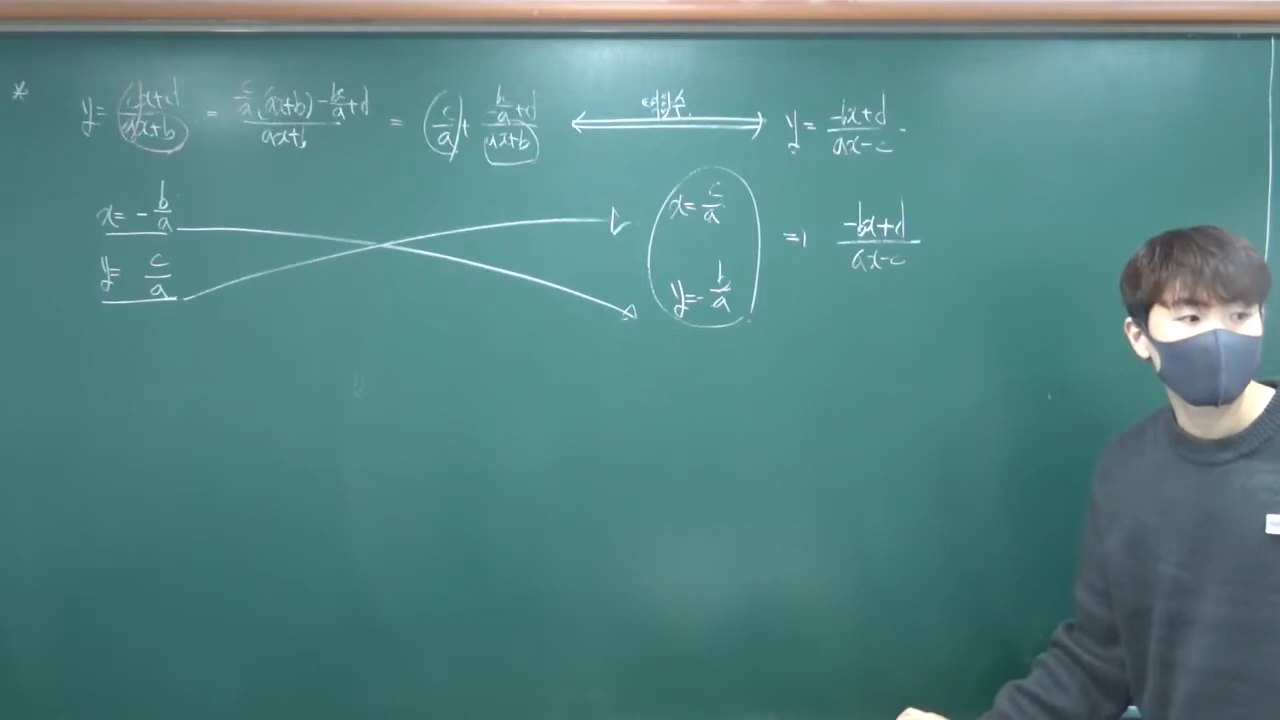 * y = (cx+d)/(ax+b) = (c/a(ax+b) - bc/a + d)/(ax+b) = c/a + (-bc/a + d)/(ax+b) ⟷ 역함수 y = (-bx+d)/(ax-c)
x = -b/a
y = c/a
x = c/a
y = -b/a
⇒ (-bx+d)/(ax-c)